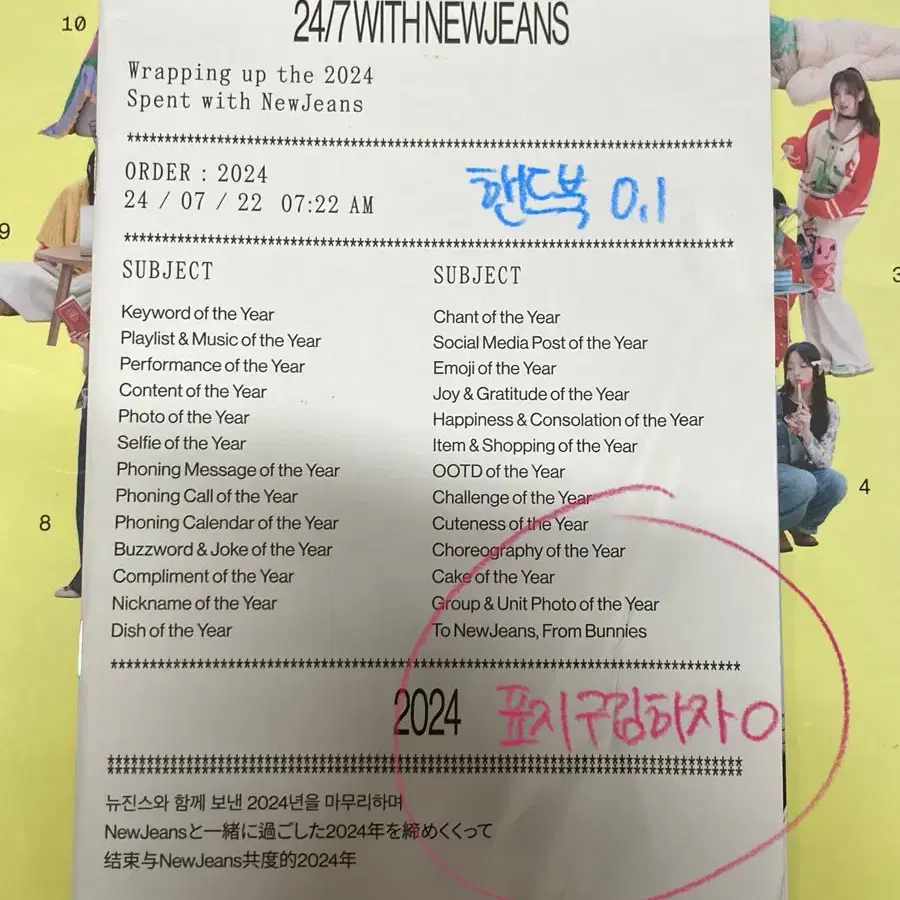 10
24/7 WITH NEWJEANS
Wrapping up the 2024
Spent with NewJeans
**************************************************
ORDER : 2024
24 / 07 / 22 07:22 AM
핸드북 0.1
**************************************************
SUBJECT
Keyword of the Year
Playlist & Music of the Year
Performance of the Year
Content of the Year
Photo of the Year
Selfie of the Year
Phoning Message of the Year
Phoning Call of the Year
Phoning Calendar of the Year
Buzzword & Joke of the Year
Compliment of the Year
Nickname of the Year
Dish of the Year
SUBJECT
Chant of the Year
Social Media Post of the Year
Emoji of the Year
Joy & Gratitude of the Year
Happiness & Consolation of the Year
Item & Shopping of the Year
OOTD of the Year
Challenge of the Year
Cuteness of the Year
Choreography of the Year
Cake of the Year
Group & Unit Photo of the Year
To NewJeans, From Bunnies
**************************************************
2024
표지구김하자O
##################################################
뉴진스와 함께 보낸 2024년을 마무리하며
NewJeansと一緒に過ごした2024年を締めくくって
结束与NewJeans共度的2024年
9
8
3
4